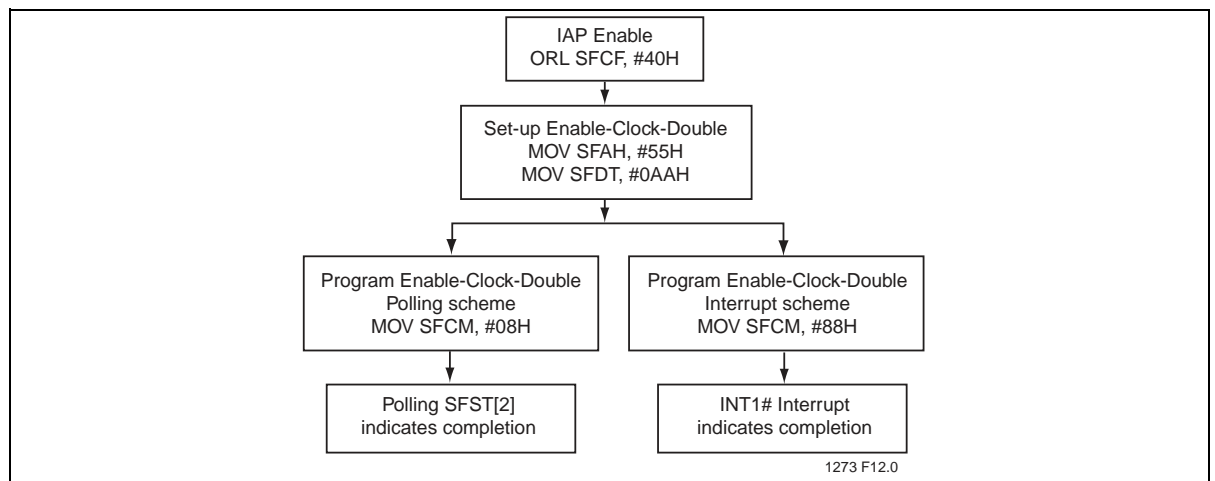 IAP Enable
ORL SFCF, #40H
Set-up Enable-Clock-Double
MOV SFAH, #55H
MOV SFDT, #0AAH
Program Enable-Clock-Double
Polling scheme
MOV SFCM, #08H
Program Enable-Clock-Double
Interrupt scheme
MOV SFCM, #88H
Polling SFST[2]
indicates completion
INT1# Interrupt
indicates completion
1273 F12.0